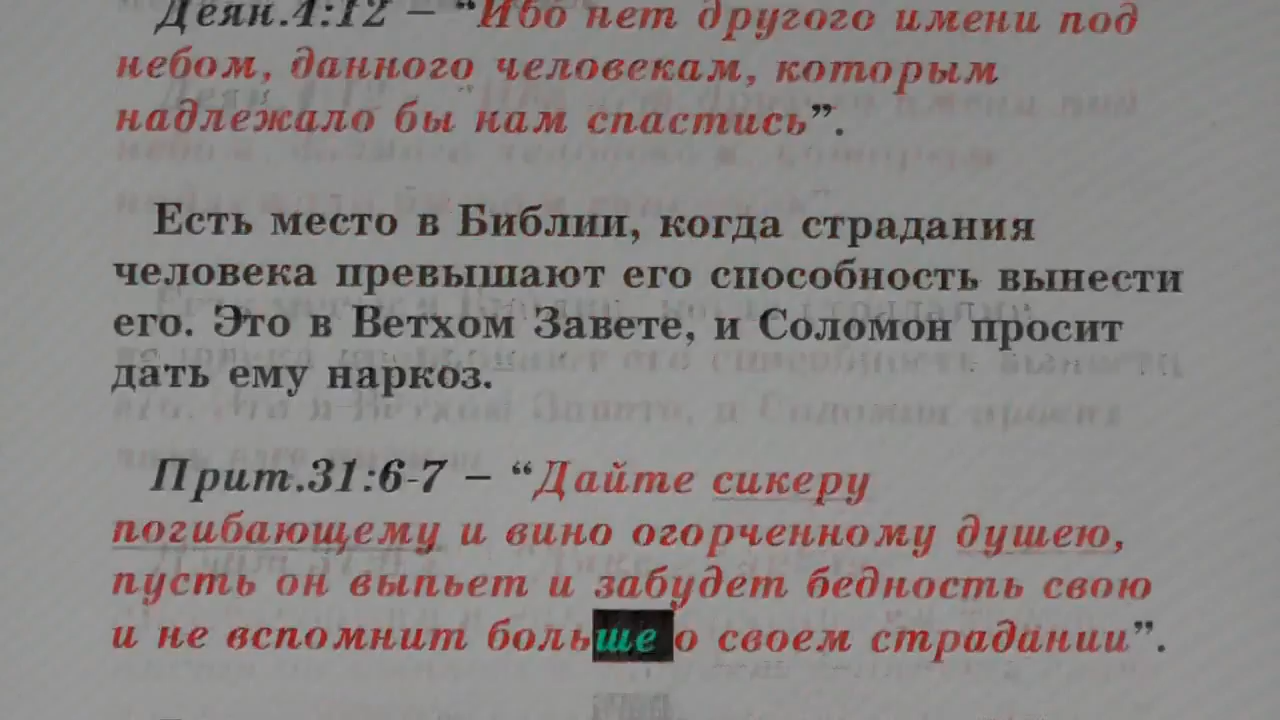 Деян.4:12 – “Ибо нет другого имени под
небом, данного человекам, которым
надлежало бы нам спастись”.
Есть место в Библии, когда страдания
человека превышают его способность вынести
его. Это в Ветхом Завете, и Соломон просит
дать ему наркоз.
Прит.31:6-7 – “Дайте сикеру
погибающему и вино огорченному душею,
пусть он выпьет и забудет бедность свою
и не вспомнит больше о своем страдании”.